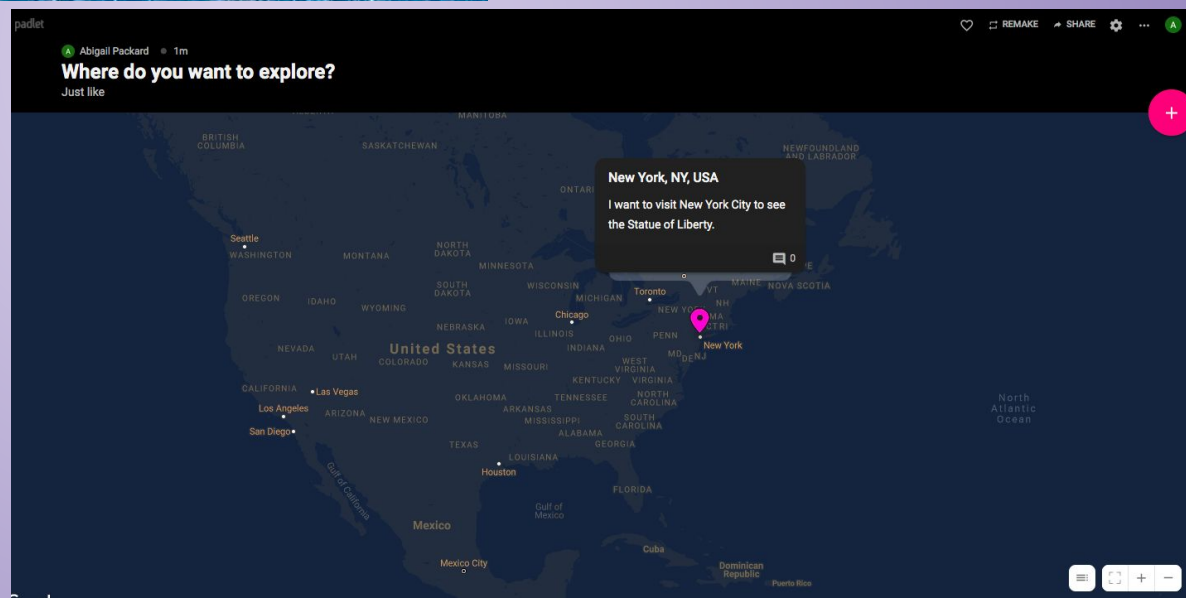 padlet
REMAKE SHARE
A Abigail Packard 1m A
Where do you want to explore?
Just like
+
MANITOBA
BRITISH
COLUMBIA
SASKATCHEWAN
NEWFOUNDLAND
AND LABRADOR
New York, NY, USA
I want to visit New York City to see
the Statue of Liberty.
0
ONTARI
Seattle
WASHINGTON
MONTANA
NORTH
DAKOTA
MINNESOTA
OREGON
IDAHO
WYOMING
SOUTH
DAKOTA
WISCONSIN
MICHIGAN
Toronto
VT
MAINE
NOVA SCOTIA
PE
NEW YO
NH
MA
CTRI
Chicago
NEBRASKA
IOWA
ILLINOIS
INDIANA
OHIO
PENN
New York
NEVADA
UTAH
United States
COLORADO
KANSAS
MISSOURI
WEST
VIRGINIA
MD
DE
NJ
KENTUCKY
VIRGINIA
CALIFORNIA
Las Vegas
OKLAHOMA
TENNESSEE
NORTH
CAROLINA
Los Angeles
ARIZONA
NEW MEXICO
ARKANSAS
MISSISSIPPI
SOUTH
CAROLINA
San Diego
ALABAMA
GEORGIA
TEXAS
LOUISIANA
Houston
FLORIDA
North
Atlantic
Ocean
Gulf of California
Gulf of
Mexico
Mexico
Mexico City
Cuba
Dominican
Republic
Puerto Rico
+ −